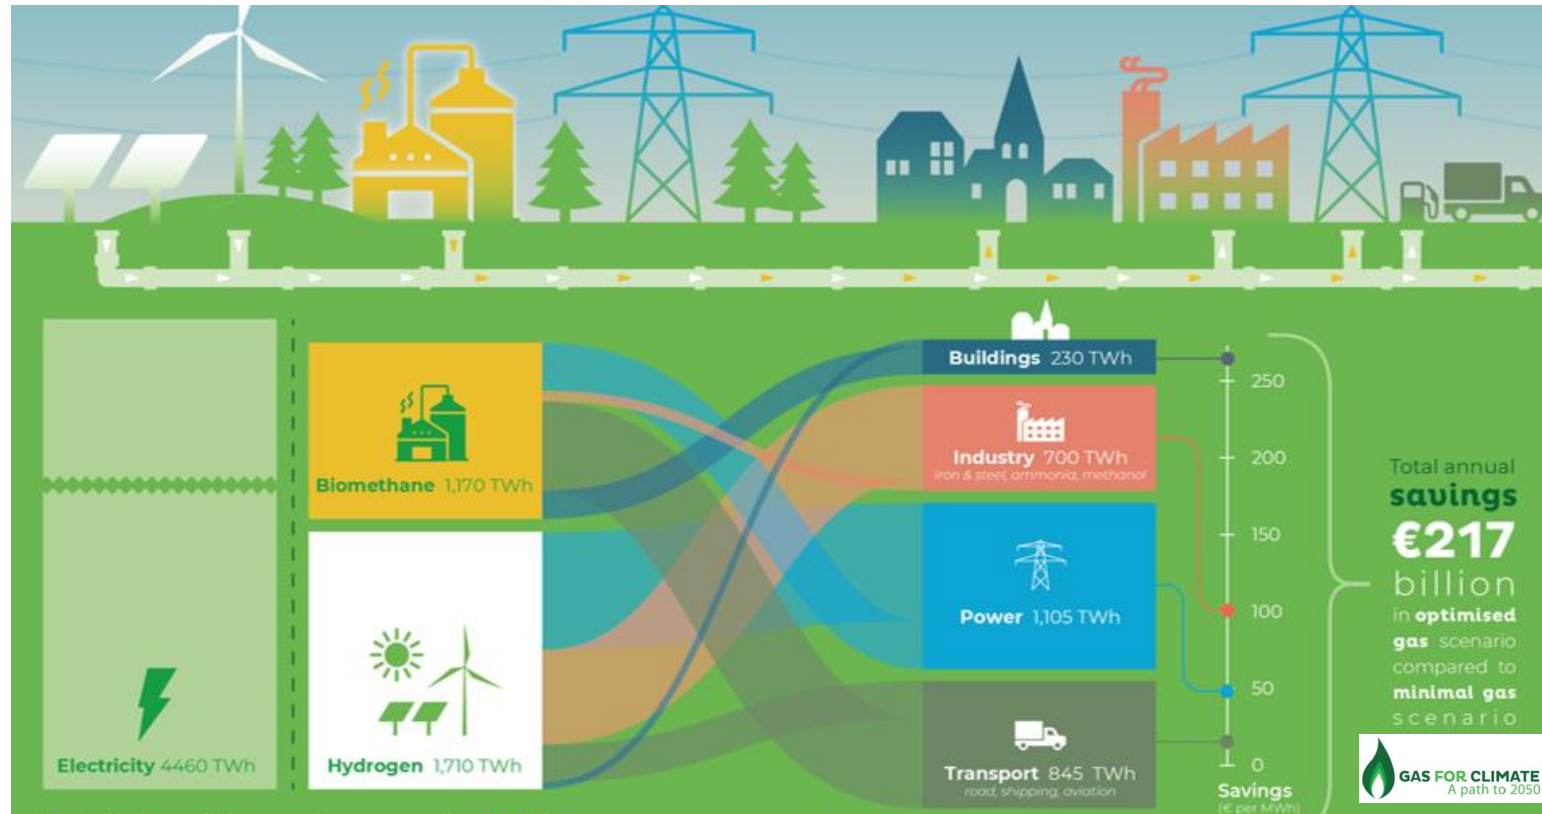 Electricity 4460 TWh
Biomethane 1,170 TWh
Hydrogen 1,710 TWh
Buildings 230 TWh
Industry 700 TWh
iron & steel, ammonia, methanol
Power 1,105 TWh
Transport 845 TWh
road, shipping, aviation
250
200
150
100
50
0
Savings
(€ per MWh)
Total annual
savings
€217
billion
in optimised
gas scenario
compared to
minimal gas
scenario
GAS FOR CLIMATE
A path to 2050